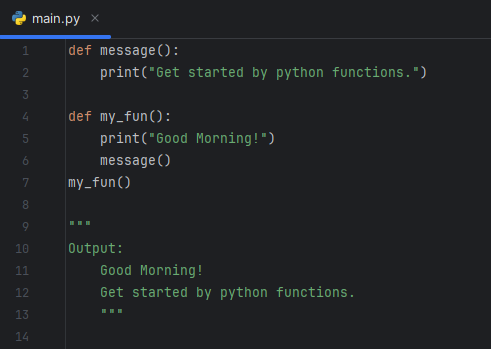 main.py
1 def message():
2     print("Get started by python functions.")
3
4 def my_fun():
5     print("Good Morning!")
6     message()
7 my_fun()
8
9 """
10 Output:
11     Good Morning!
12     Get started by python functions.
13     """
14